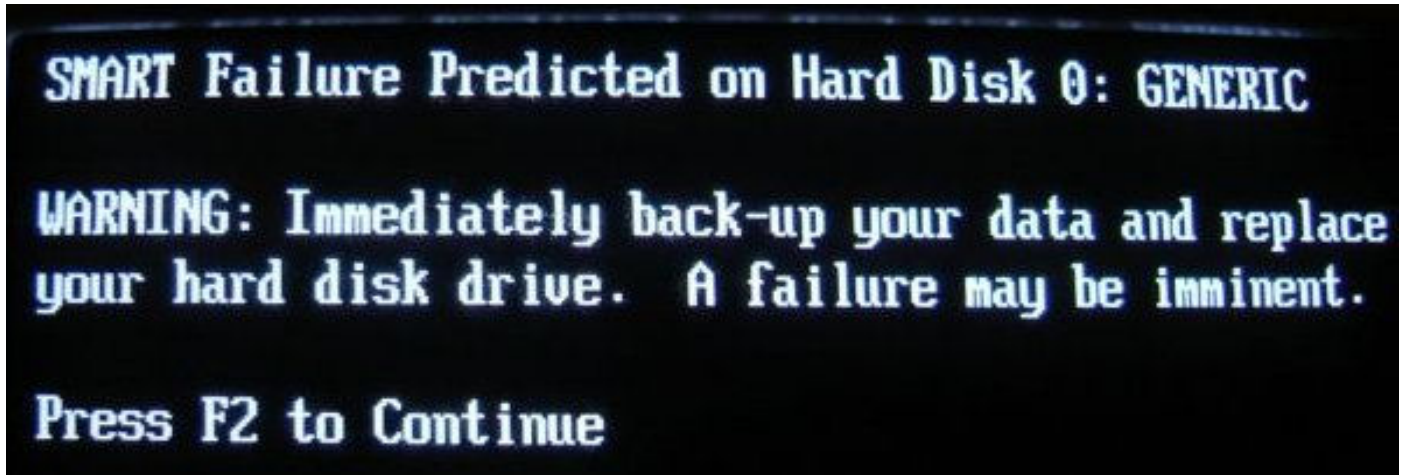 SMART Failure Predicted on Hard Disk 0: GENERIC
WARNING: Immediately back-up your data and replace
your hard disk drive.  A failure may be imminent.
Press F2 to Continue